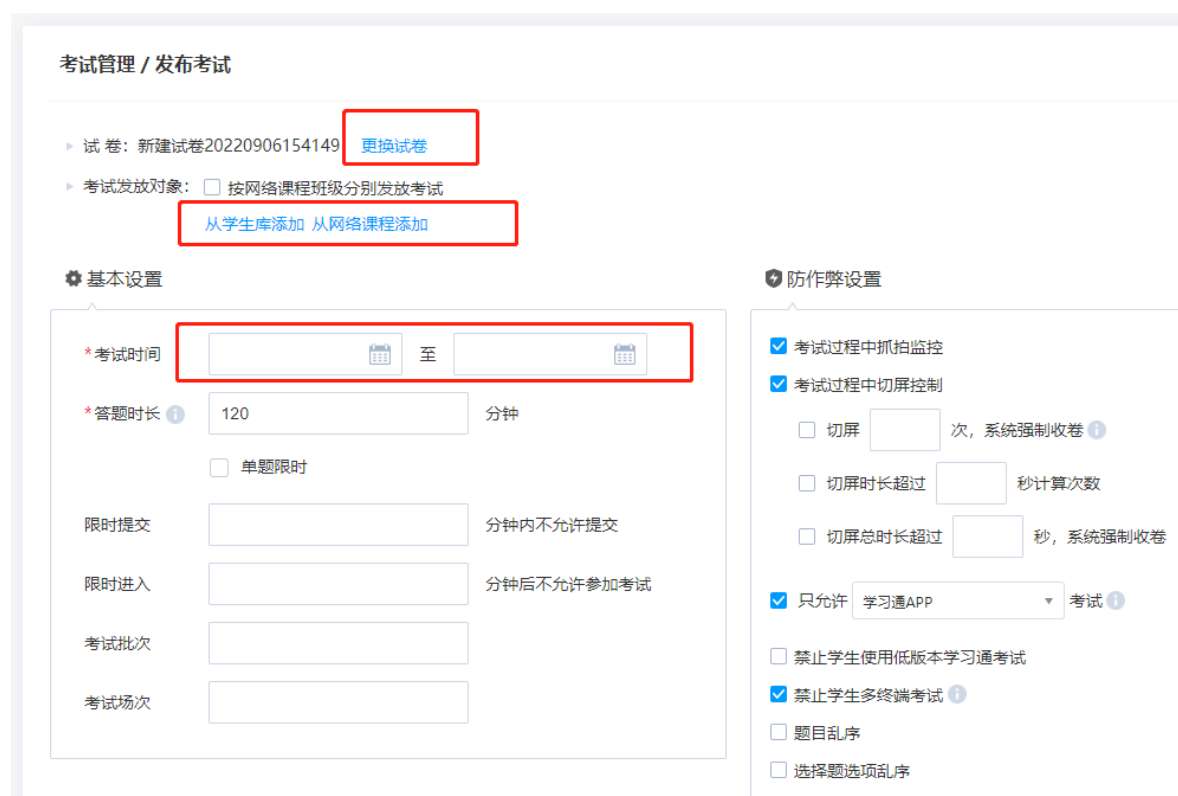 考试管理 / 发布考试
试 卷：新建试卷20220906154149 更换试卷
考试发放对象： 按网络课程班级分别发放考试
从学生库添加 从网络课程添加
基本设置
*考试时间 至
*答题时长 120 分钟
单题限时
限时提交 分钟内不允许提交
限时进入 分钟后不允许参加考试
考试批次
考试场次
防作弊设置
考试过程中抓拍监控
考试过程中切屏控制
切屏 次，系统强制收卷
切屏时长超过 秒计算次数
切屏总时长超过 秒，系统强制收卷
只允许 学习通APP 考试
禁止学生使用低版本学习通考试
禁止学生多终端考试
题目乱序
选择题选项乱序